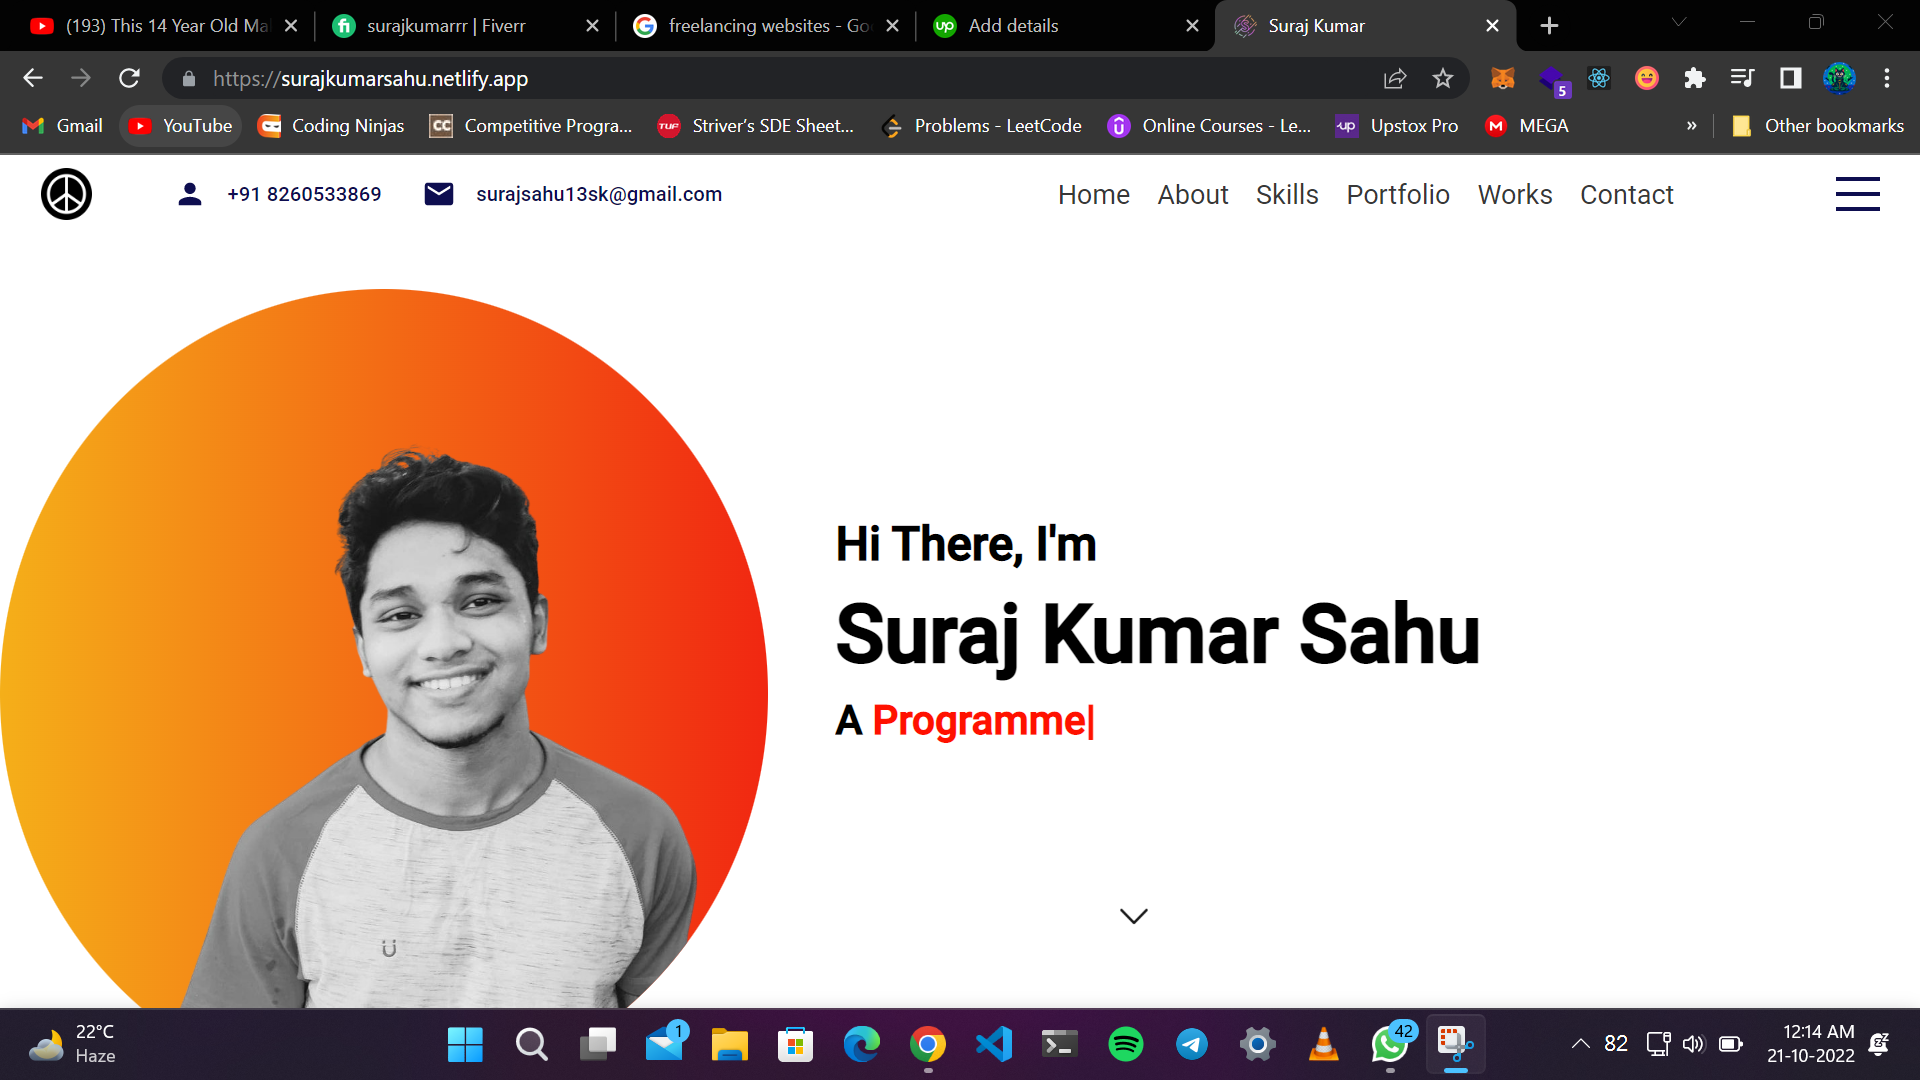 (193) This 14 Year Old Ma
surajkumarrr | Fiverr
freelancing websites - Go
Add details
Suraj Kumar
https://surajkumarsahu.netlify.app
5
Gmail
YouTube
Coding Ninjas
Competitive Progra...
Striver's SDE Sheet...
Problems - LeetCode
Online Courses - Le...
Upstox Pro
MEGA
»
Other bookmarks
+91 8260533869
surajsahu13sk@gmail.com
Home
About
Skills
Portfolio
Works
Contact
Hi There, I'm
Suraj Kumar Sahu
A Programme|
22°C
Haze
1
42
82
12:14 AM
21-10-2022